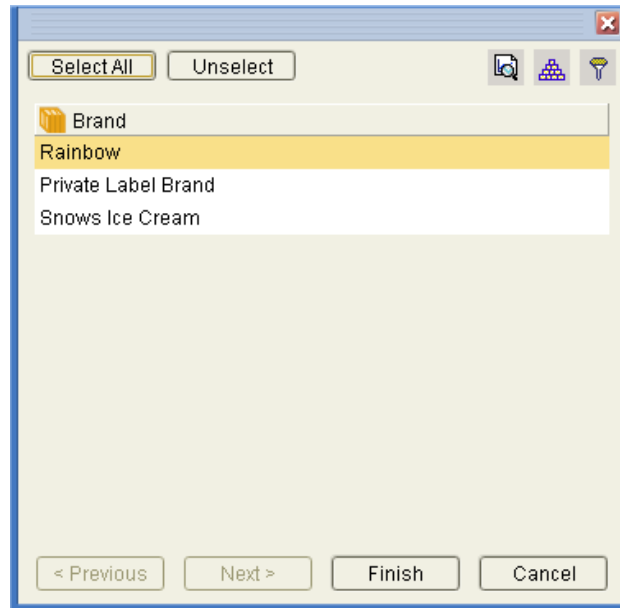 Select All Unselect
Brand
Rainbow
Private Label Brand
Snows Ice Cream
< Previous Next > Finish Cancel